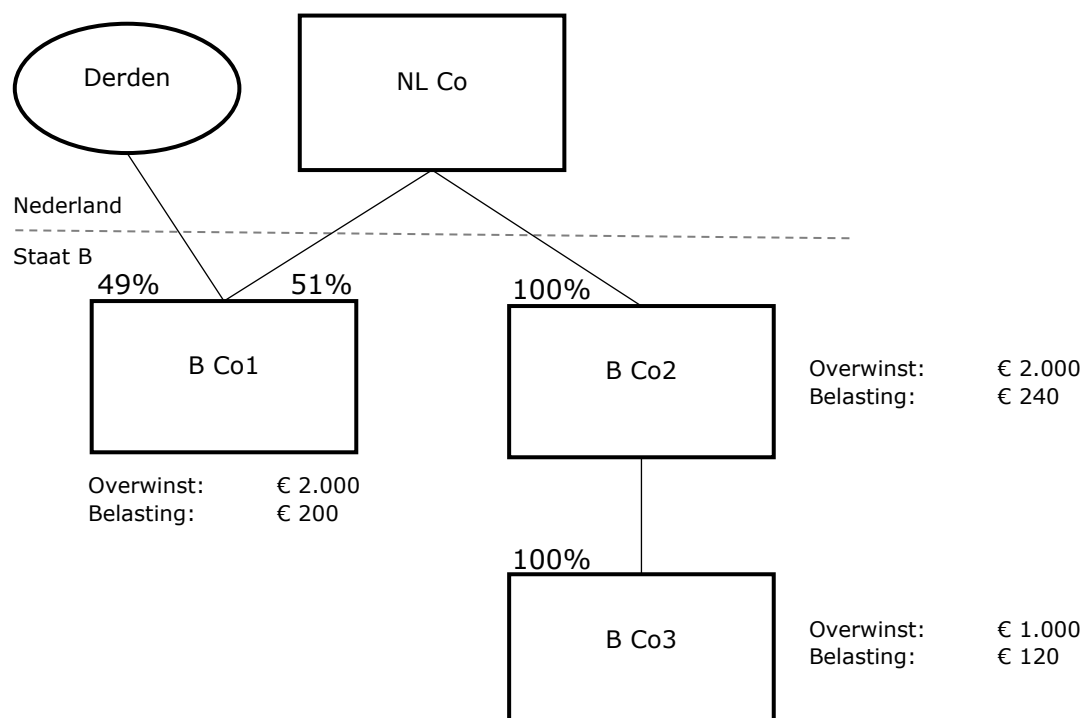 Derden
NL Co
Nederland
Staat B
49%
51%
100%
B Co1
B Co2
Overwinst: € 2.000
Belasting: € 240
Overwinst: € 2.000
Belasting: € 200
100%
B Co3
Overwinst: € 1.000
Belasting: € 120